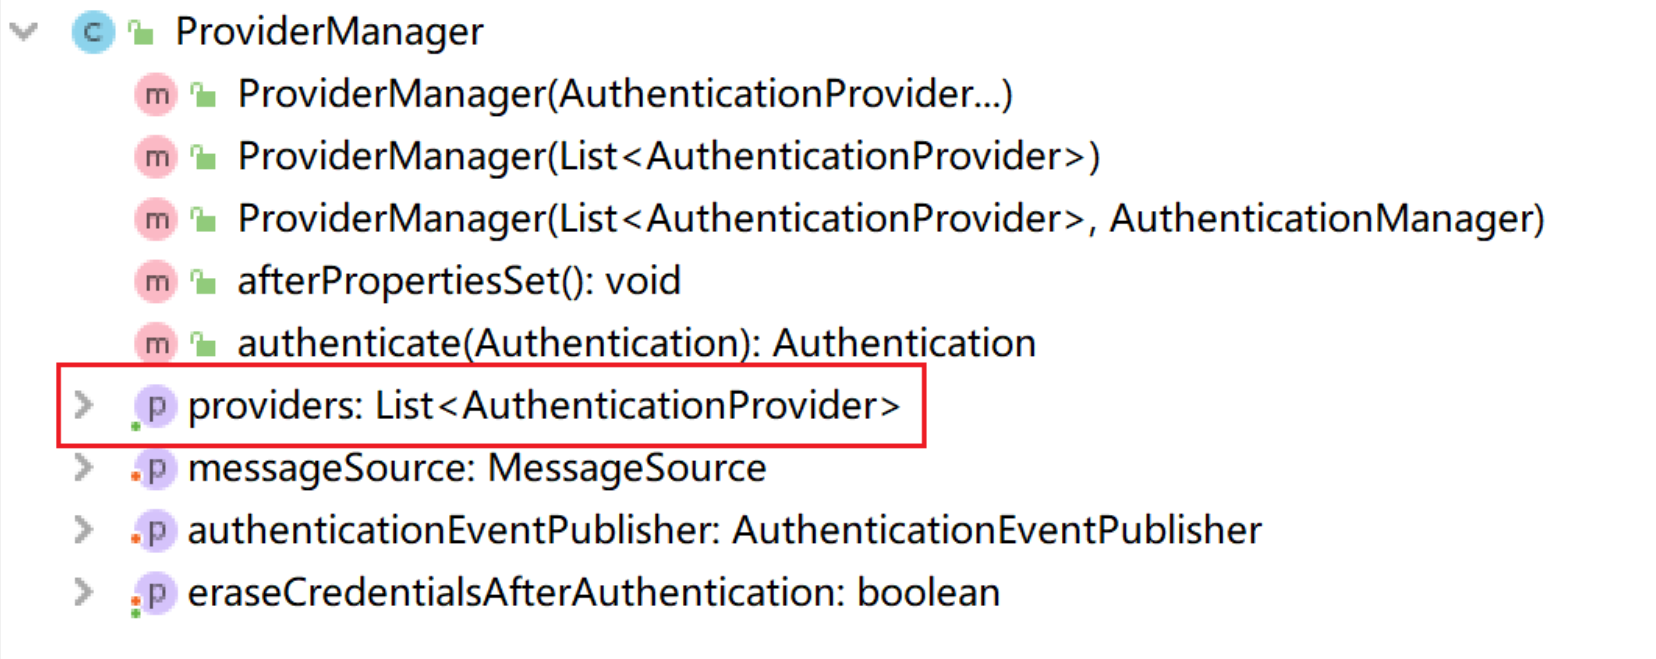 c ProviderManager
m ProviderManager(AuthenticationProvider...)
m ProviderManager(List<AuthenticationProvider>)
m ProviderManager(List<AuthenticationProvider>, AuthenticationManager)
m afterPropertiesSet(): void
m authenticate(Authentication): Authentication
p providers: List<AuthenticationProvider>
p messageSource: MessageSource
p authenticationEventPublisher: AuthenticationEventPublisher
p eraseCredentialsAfterAuthentication: boolean